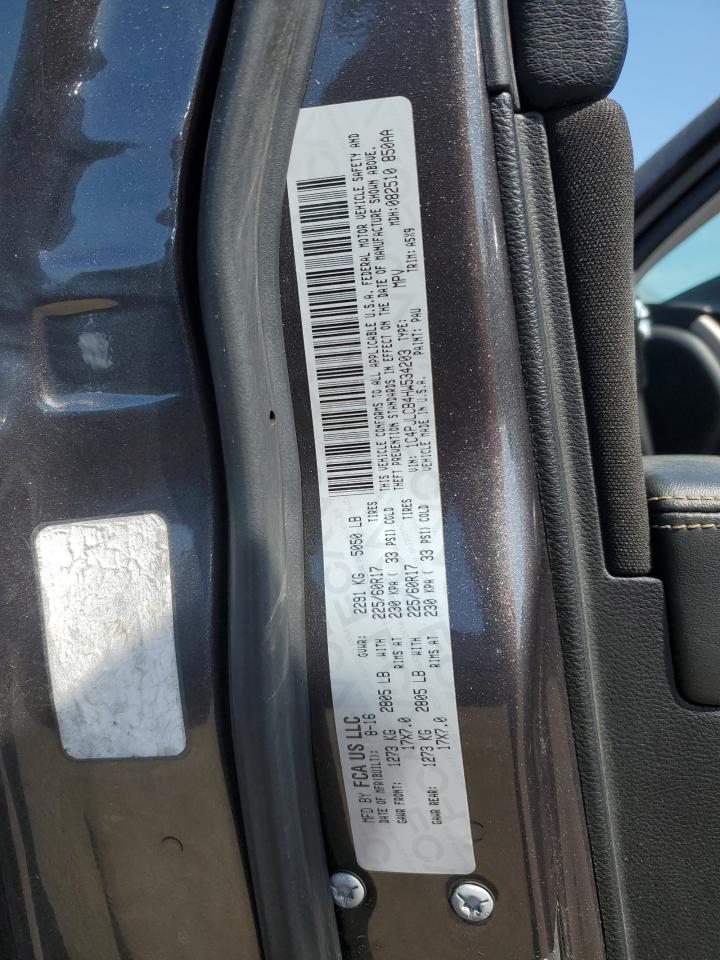 MFD BY FCA US LLC
DATE OF MFR(BUILT): 8-16 GVWR: 2291 KG 5050 LB
GAWR FRONT: 1273 KG 2805 LB WITH 225/60R17 TIRES
17X7.0 RIMS AT 230 KPA ( 33 PSI) COLD
GAWR REAR: 1273 KG 2805 LB WITH 225/60R17 TIRES
17X7.0 RIMS AT 230 KPA ( 33 PSI) COLD
THIS VEHICLE CONFORMS TO ALL APPLICABLE U.S.A. FEDERAL MOTOR VEHICLE SAFETY AND
THEFT PREVENTION STANDARDS IN EFFECT ON THE DATE OF MANUFACTURE SHOWN ABOVE.
VIN: 1C4PJLCB4HW534203 TYPE: MPV MDH:082510 850AA
VEHICLE MADE IN U.S.A. PAINT: PAU TRIM: A5X9